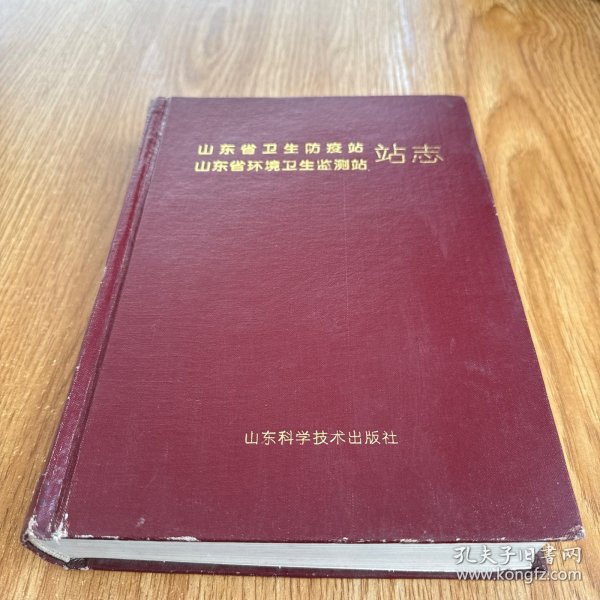 山东省卫生防疫站
山东省环境卫生监测站
站志
山东科学技术出版社
孔夫子旧书网
www.kongfz.com